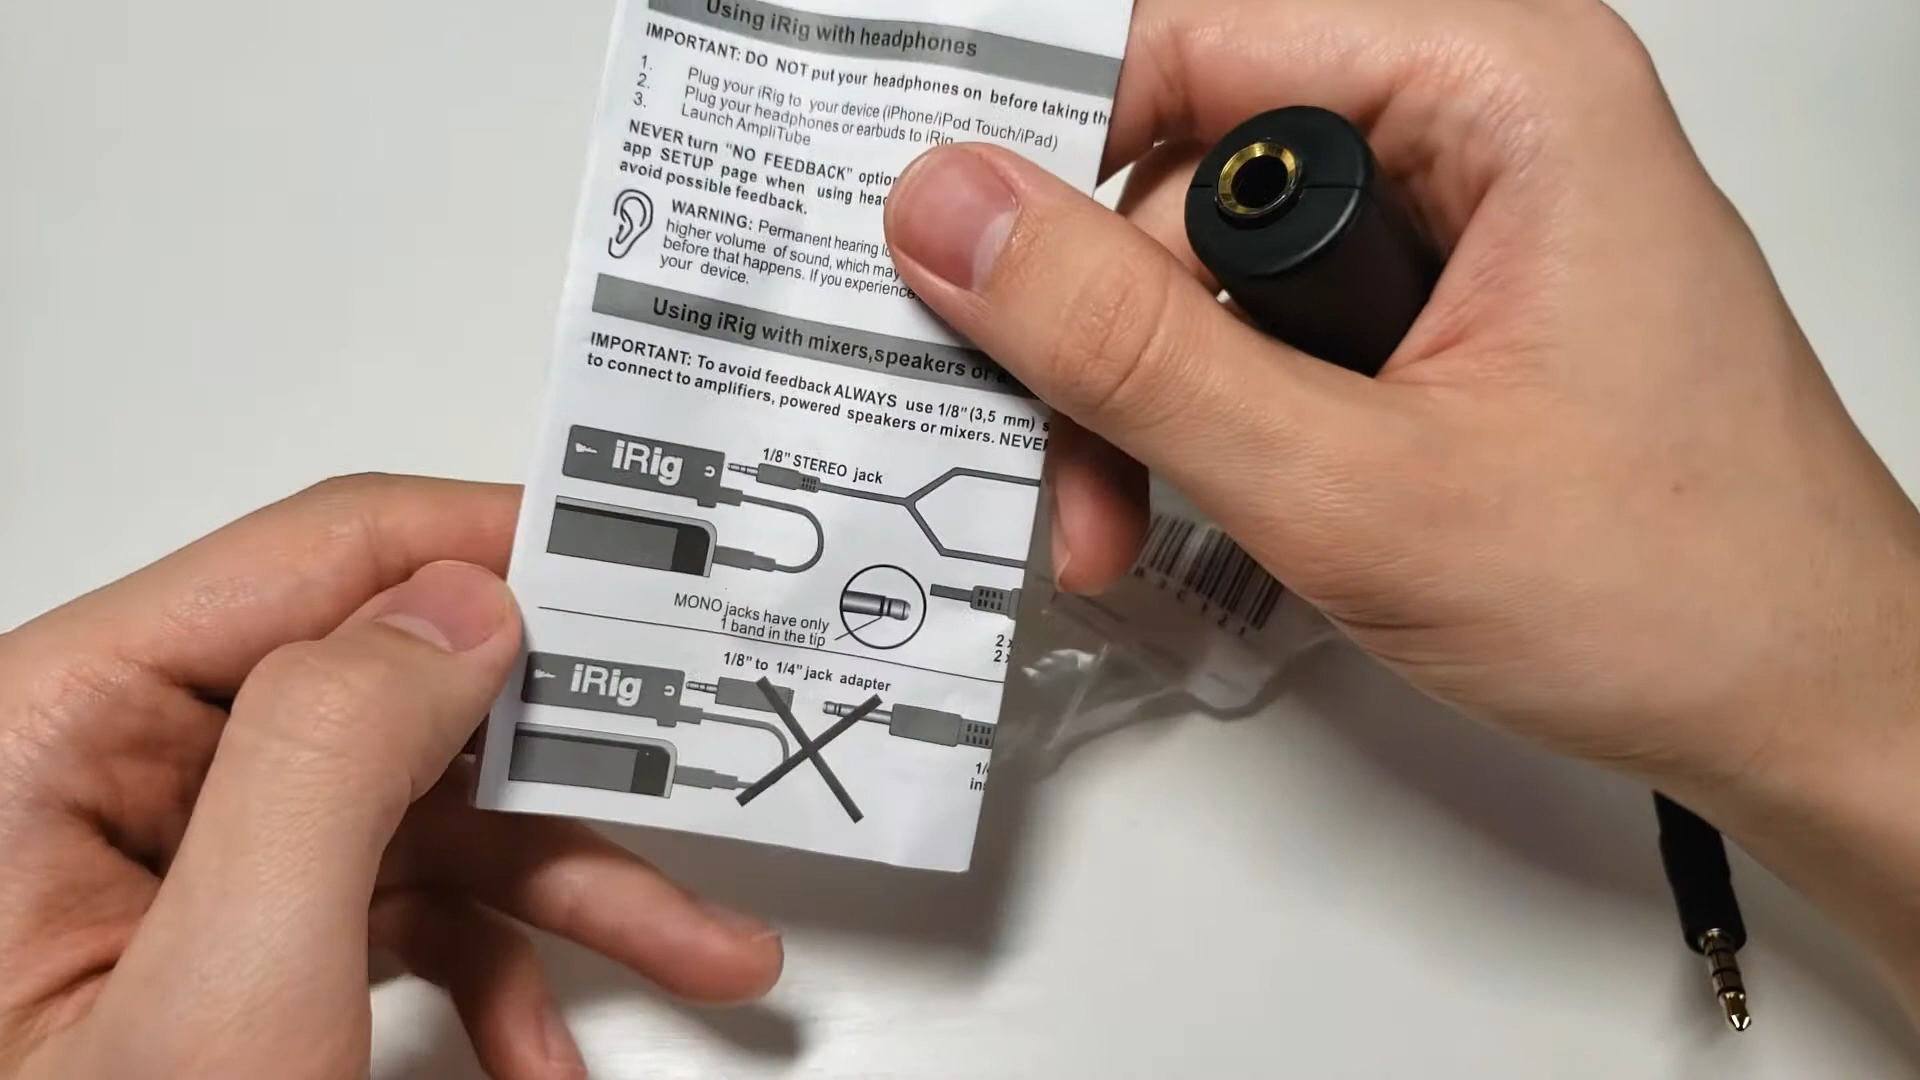 Using iRig with headphones
IMPORTANT: DO NOT put your headphones on before taking
1. Plug your iRig to your device (iPhone/iPod Touch/iPad)
2. Plug your headphones or earbuds to iRig
3. Launch AmpliTube
NEVER turn "NO FEEDBACK"
app SETUP page when using
avoid possible feedback.
WARNING: Permanent hearing
higher volume of sound, which may
before that happens. If you experience
your device.
Using iRig with mixers,speakers or
IMPORTANT: To avoid feedback ALWAYS use 1/8"(3,5 mm)
to connect to amplifiers, powered speakers or mixers. NEVER
iRig
1/8" STEREO jack
MONO jacks have only
1 band in the tip
1/8" to 1/4" jack adapter
iRig